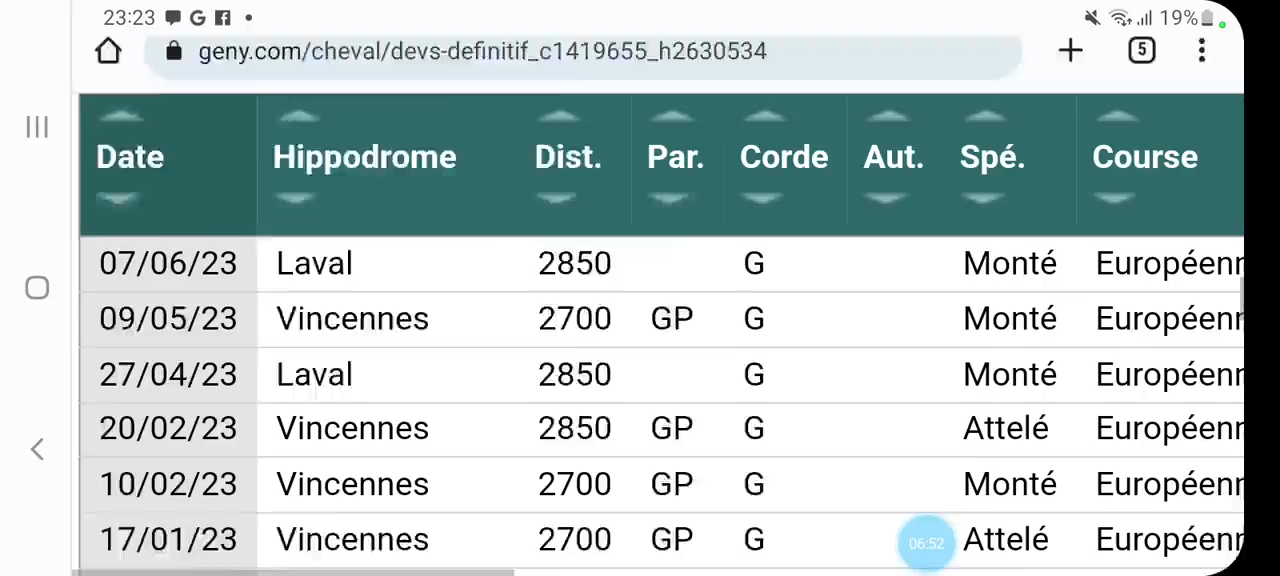 23:23 19%
geny.com/cheval/devs-definitif_c1419655_h2630534 5
Date Hippodrome Dist. Par. Corde Aut. Spé. Course
07/06/23 Laval 2850 G Monté Européenn
09/05/23 Vincennes 2700 GP G Monté Européenn
27/04/23 Laval 2850 G Monté Européenn
20/02/23 Vincennes 2850 GP G Attelé Européenn
10/02/23 Vincennes 2700 GP G Monté Européenn
17/01/23 Vincennes 2700 GP G 06:52 Attelé Européenn